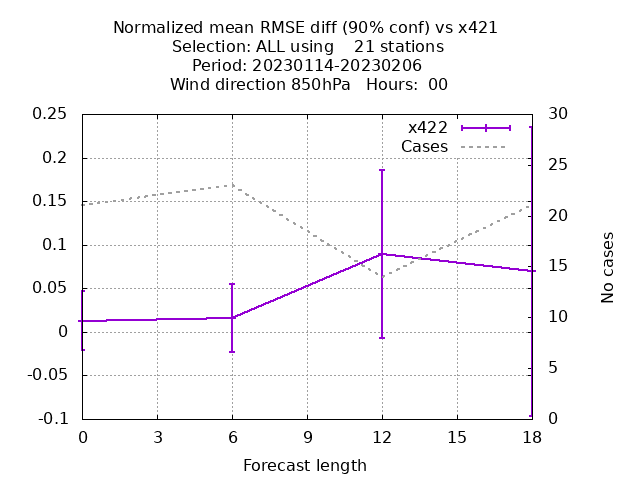 Normalized mean RMSE diff (90% conf) vs x421
Selection: ALL using    21 stations
Period: 20230114-20230206
Wind direction 850hPa   Hours:  00
0.25
0.2
0.15
0.1
0.05
0
-0.05
-0.1
30
25
20
15
10
5
0
x422
Cases
No cases
0 3 6 9 12 15 18
Forecast length